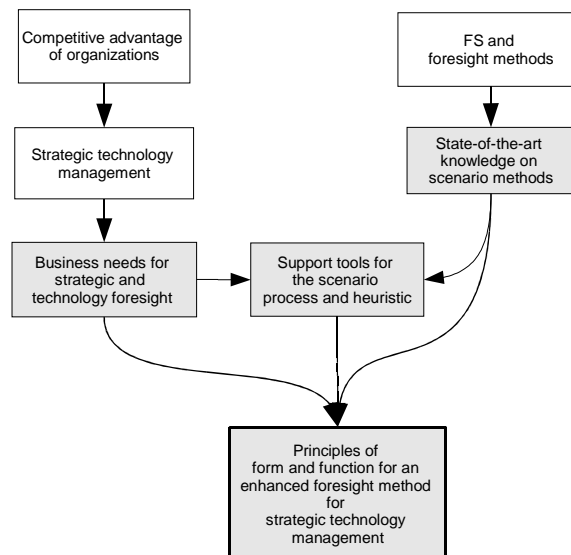 Competitive advantage
of organizations
FS and
foresight methods
Strategic technology
management
State-of-the-art
knowledge on
scenario methods
Business needs for
strategic and
technology foresight
Support tools for
the scenario
process and heuristic
Principles of
form and function for an
enhanced foresight method
for
strategic technology
management